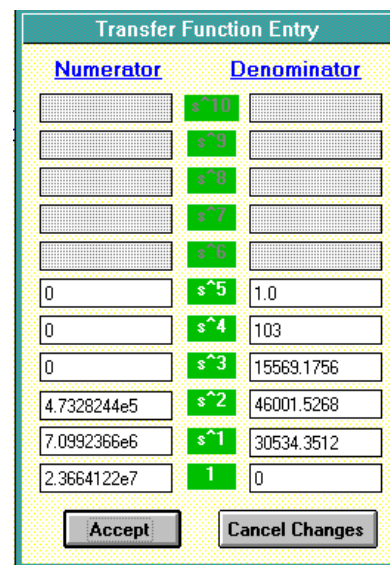 Transfer Function Entry
Numerator Denominator
s^10
s^9
s^8
s^7
s^6
0 s^5 1.0
0 s^4 103
0 s^3 15569.1756
4.7328244e5 s^2 46001.5268
7.0992366e6 s^1 30534.3512
2.3664122e7 1 0
Accept Cancel Changes